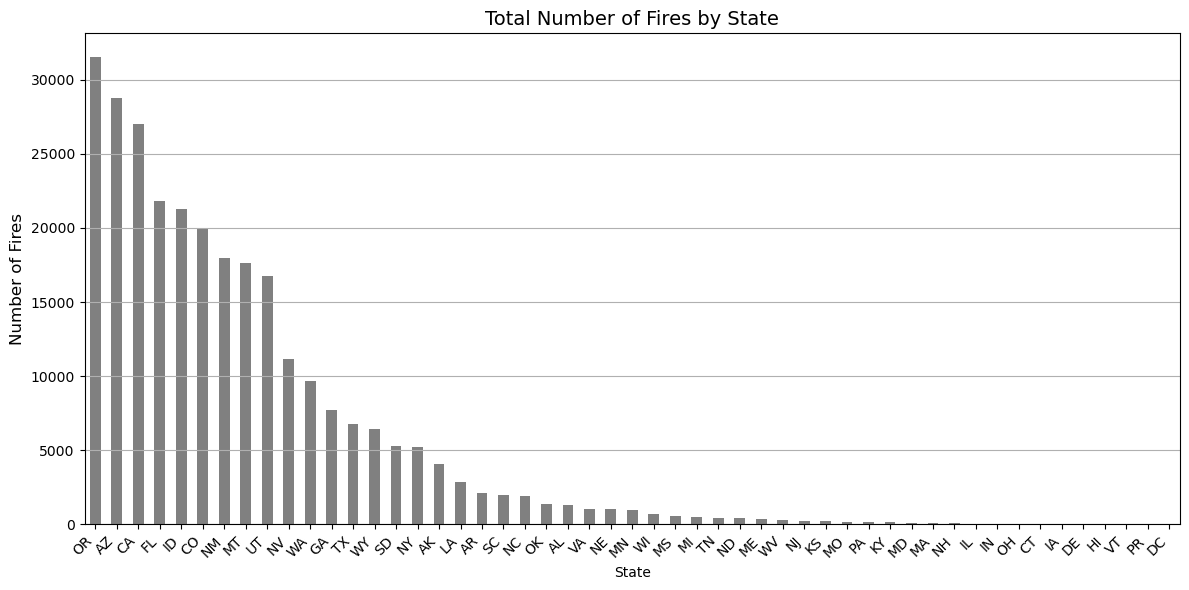 Total Number of Fires by State
Number of Fires
30000
25000
20000
15000
10000
5000
0
OR AZ CA FL ID CO NM MT UT NV WA GA TX WY SD NY AK LA AR SC NC OK AL VA NE MN WI MS MI TN ND ME WV NJ KS MO PA KY MD MA NH IL IN OH CT IA DE HI VT PR DC
State